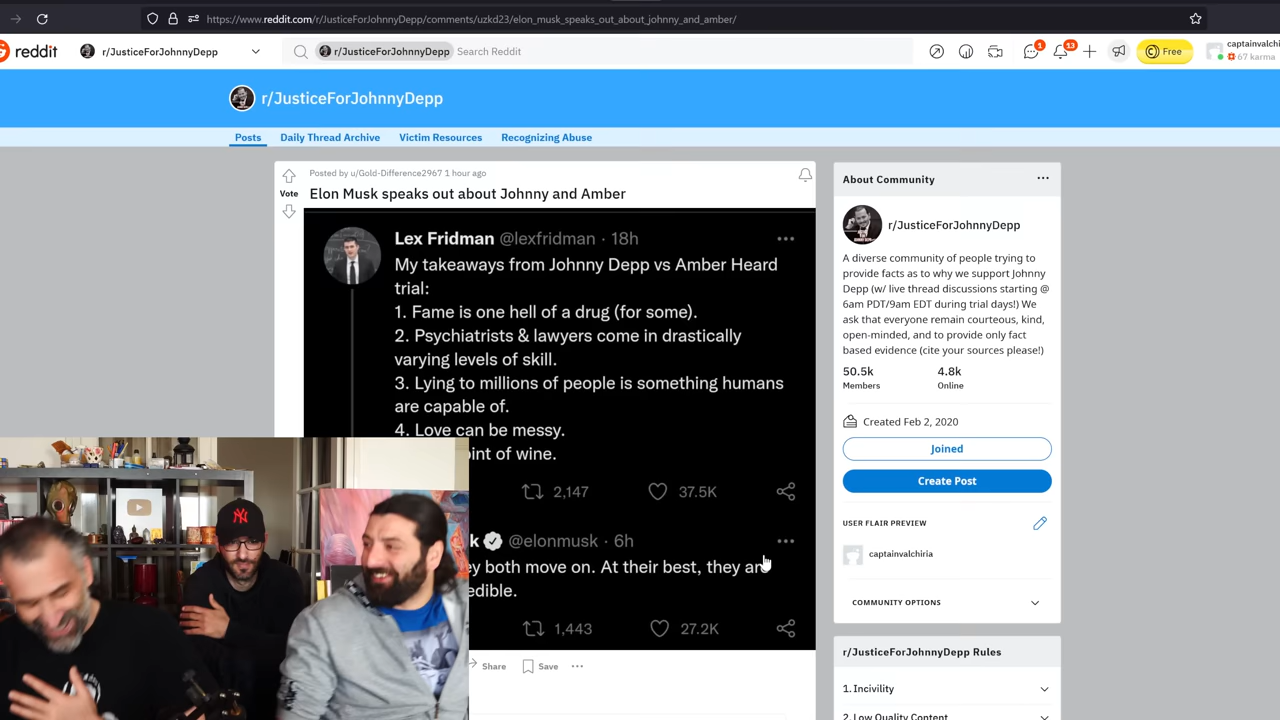 https://www.reddit.com/r/JusticeForJohnnyDepp/comments/uzkd23/elon_musk_speaks_out_about_johnny_and_amber/
reddit r/JusticeForJohnnyDepp r/JusticeForJohnnyDepp Search Reddit 1 13 Free captainvalchi
67 karma
r/JusticeForJohnnyDepp
Posts Daily Thread Archive Victim Resources Recognizing Abuse
Posted by u/Gold-Difference2967 1 hour ago
Vote
Elon Musk speaks out about Johnny and Amber
Lex Fridman @lexfridman · 18h
My takeaways from Johnny Depp vs Amber Heard
trial:
1. Fame is one hell of a drug (for some).
2. Psychiatrists & lawyers come in drastically
varying levels of skill.
3. Lying to millions of people is something humans
are capable of.
4. Love can be messy.
int of wine.
2,147 37.5K
k @elonmusk · 6h
ey both move on. At their best, they are
edible.
1,443 27.2K
Share Save
About Community
r/JusticeForJohnnyDepp
A diverse community of people trying to
provide facts as to why we support Johnny
Depp (w/ live thread discussions starting @
6am PDT/9am EDT during trial days!) We
ask that everyone remain courteous, kind,
open-minded, and to provide only fact
based evidence (cite your sources please!)
50.5k 4.8k
Members Online
Created Feb 2, 2020
Joined
Create Post
USER FLAIR PREVIEW
captainvalchiria
COMMUNITY OPTIONS
r/JusticeForJohnnyDepp Rules
1. Incivility
2. Low Quality Content